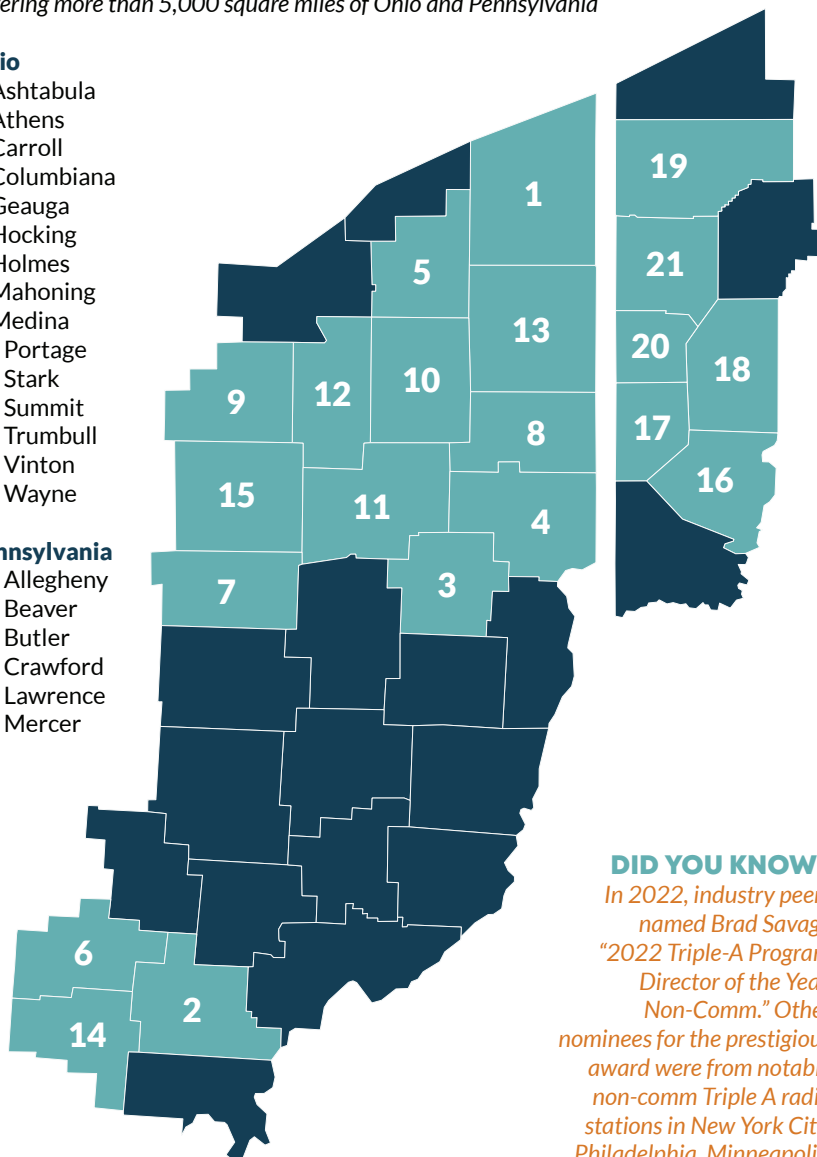 ering more than 5,000 square miles of Ohio and Pennsylvania
io
Ashtabula
Athens
Carroll
Columbiana
Geauga
Hocking
Holmes
Mahoning
Medina
Portage
Stark
Summit
Trumbull
Vinton
Wayne
nnsylvania
Allegheny
Beaver
Butler
Crawford
Lawrence
Mercer
1
19
5
21
13
20
18
10
12
9
17
8
16
15
11
4
3
7
6
2
14
DID YOU KNOW
In 2022, industry peer
named Brad Savag
“2022 Triple-A Program
Director of the Yea
Non-Comm.” Othe
nominees for the prestigiou
award were from notabl
non-comm Triple A radi
stations in New York Cit
Philadelphia, Minneapoli